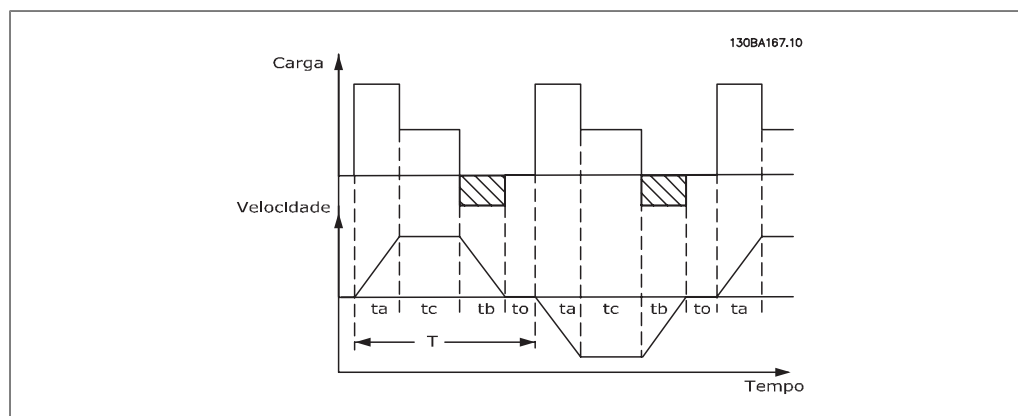 130BA167.10
Carga
Velocidade
ta tc tb to ta tc tb to ta
T
Tempo